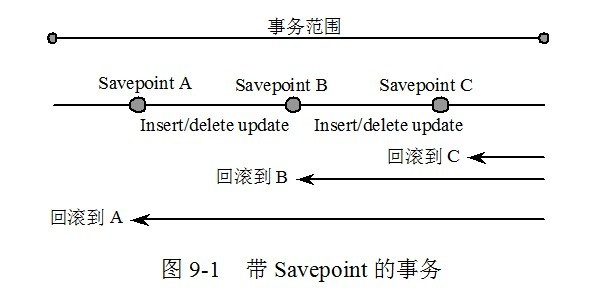 事务范围
Savepoint A Savepoint B Savepoint C
Insert/delete update Insert/delete update
回滚到 C
回滚到 B
回滚到 A
图 9-1 带 Savepoint 的事务